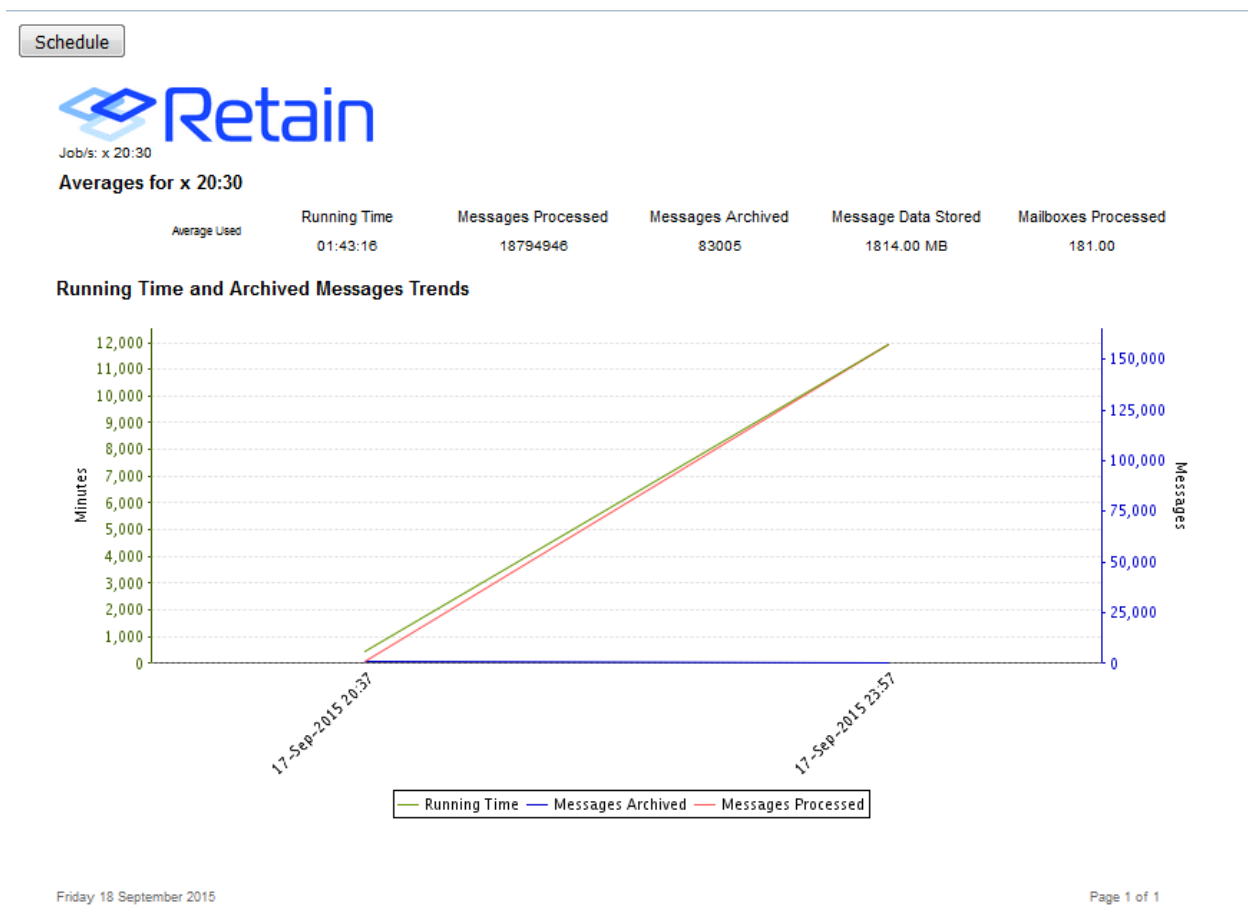 Schedule
Retain
Job/s: x 20:30
Averages for x 20:30
Running Time Messages Processed Messages Archived Message Data Stored Mailboxes Processed
Average Used 01:43:16 18794946 83005 1814.00 MB 181.00
Running Time and Archived Messages Trends
12,000
11,000
10,000
9,000
8,000
7,000
6,000
5,000
4,000
3,000
2,000
1,000
0
Minutes
150,000
125,000
100,000
75,000
50,000
25,000
0
Messages
17-Sep-2015 20:37
17-Sep-2015 23:57
Running Time Messages Archived Messages Processed
Friday 18 September 2015 Page 1 of 1